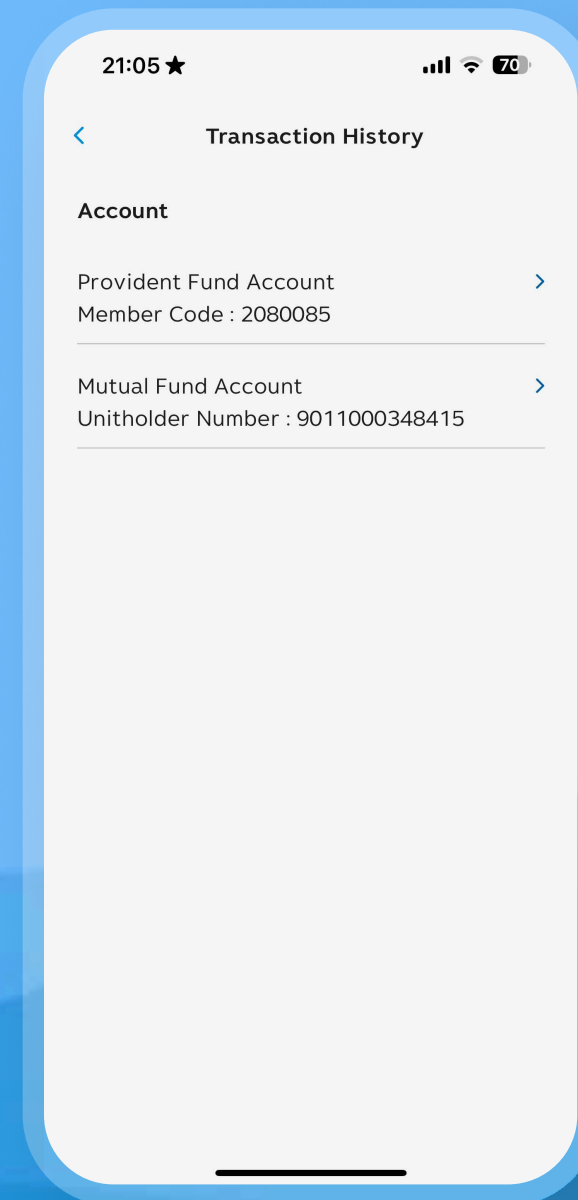 21:05
70
Transaction History
Account
Provident Fund Account
Member Code : 2080085
Mutual Fund Account
Unitholder Number : 9011000348415